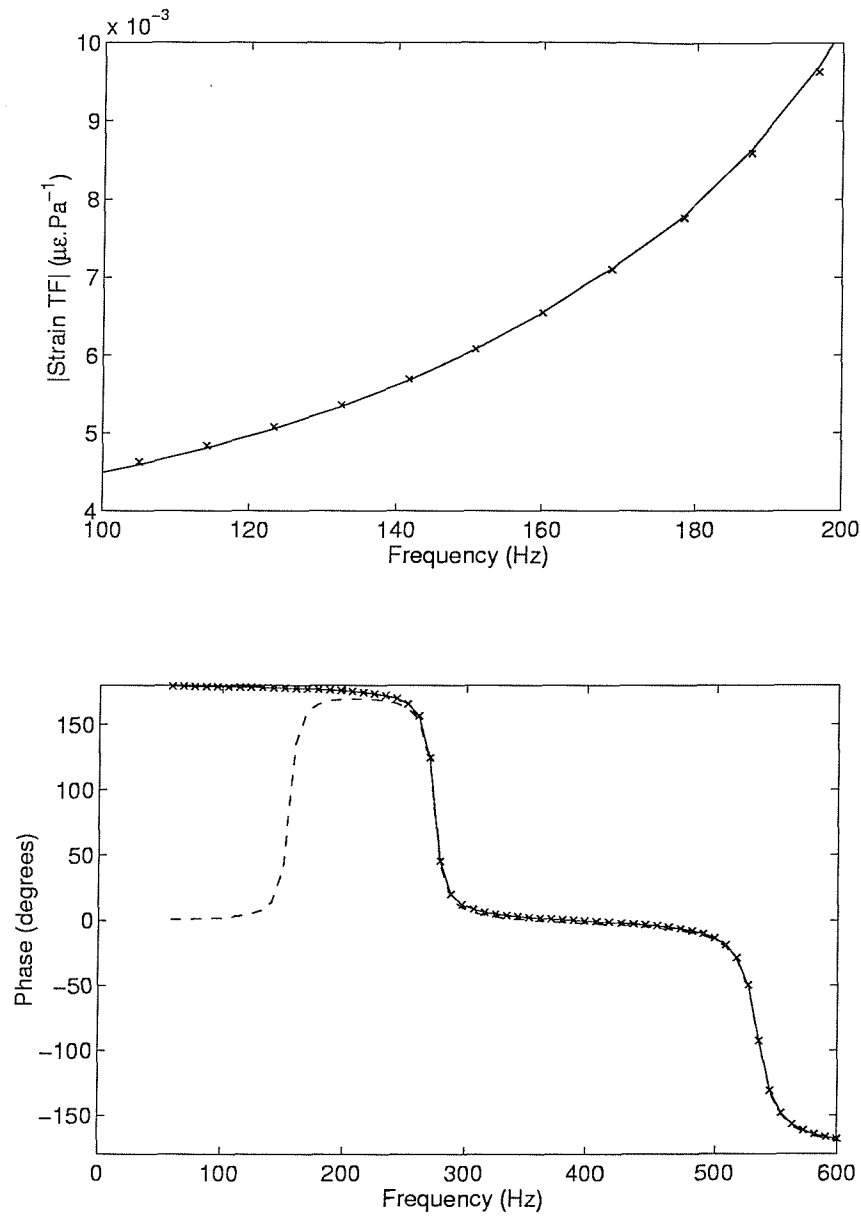 x 10⁻³
10
9
8
7
6
5
4
|Strain TF| (με.Pa⁻¹)
100 120 140 160 180 200
Frequency (Hz)
150
100
50
0
−50
−100
−150
Phase (degrees)
0 100 200 300 400 500 600
Frequency (Hz)